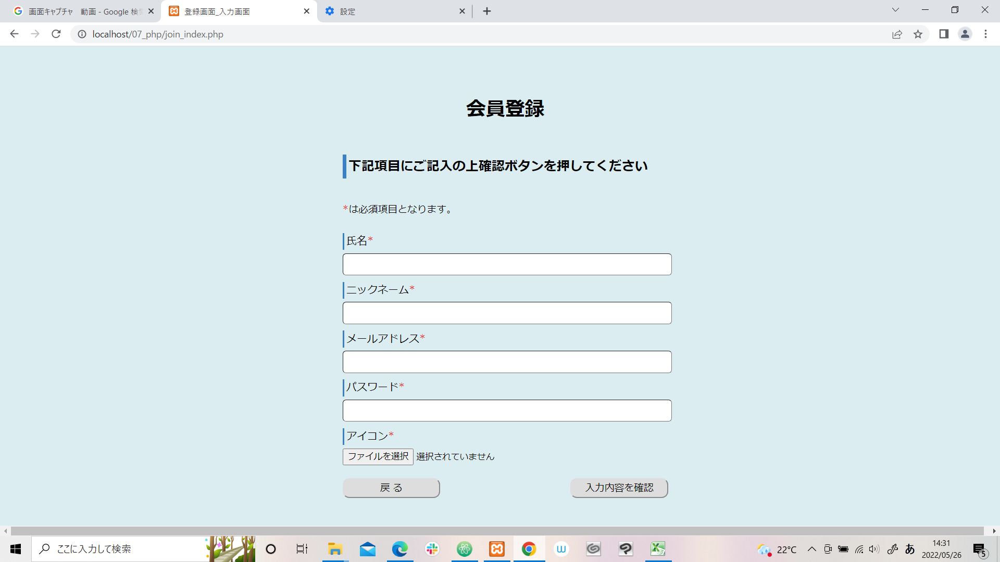 画面キャプチャ 動画 - Google 検索
登録画面_入力画面
設定
localhost/07_php/join_index.php
会員登録
下記項目にご記入の上確認ボタンを押してください
*は必須項目となります。
氏名*
ニックネーム*
メールアドレス*
パスワード*
アイコン*
ファイルを選択 選択されていません
戻 る
入力内容を確認
ここに入力して検索
22°C
あ
14:31
2022/05/26
5